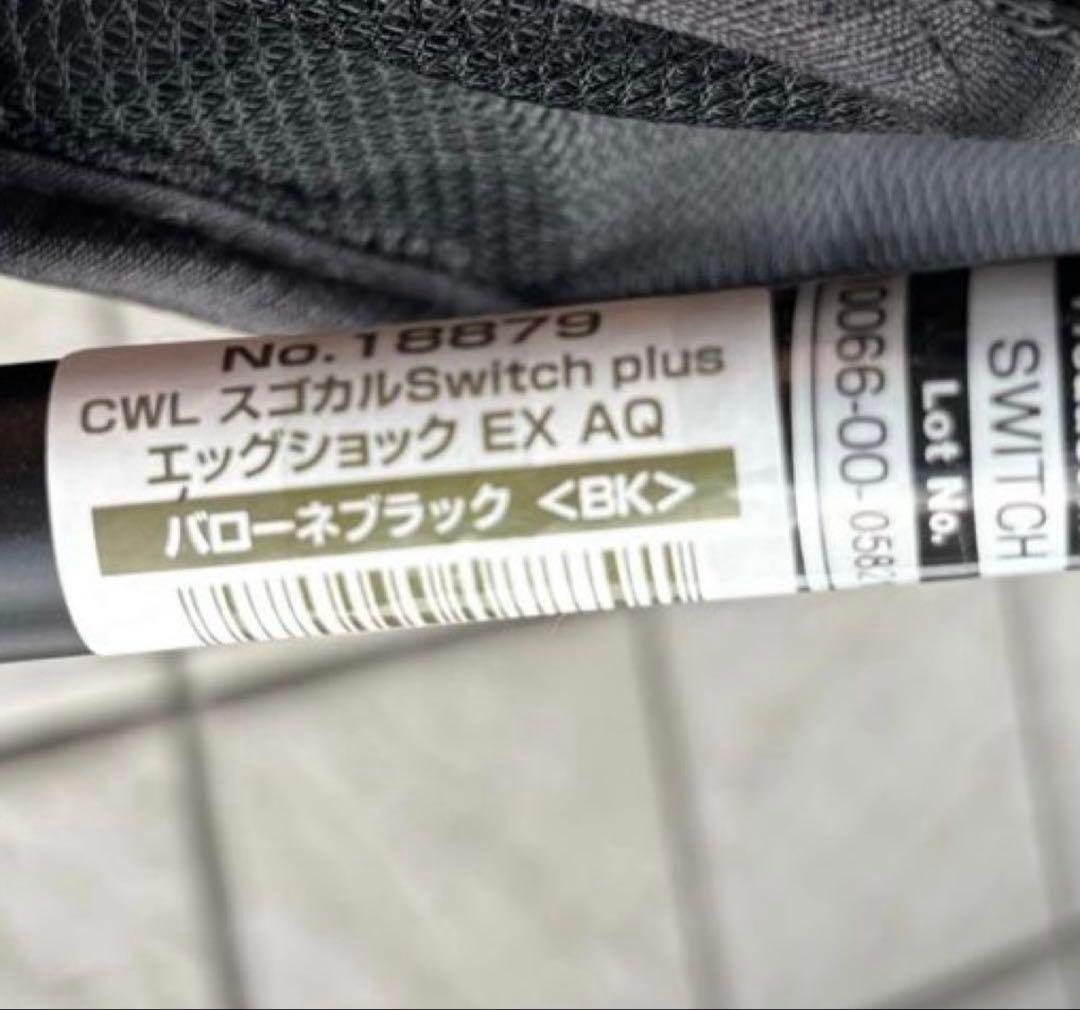 No.18879
CWL スゴカルSwitch plus
エッグショック EX AQ
バローネブラック <BK>
0066-00-0582
Lot No.
SWITCH